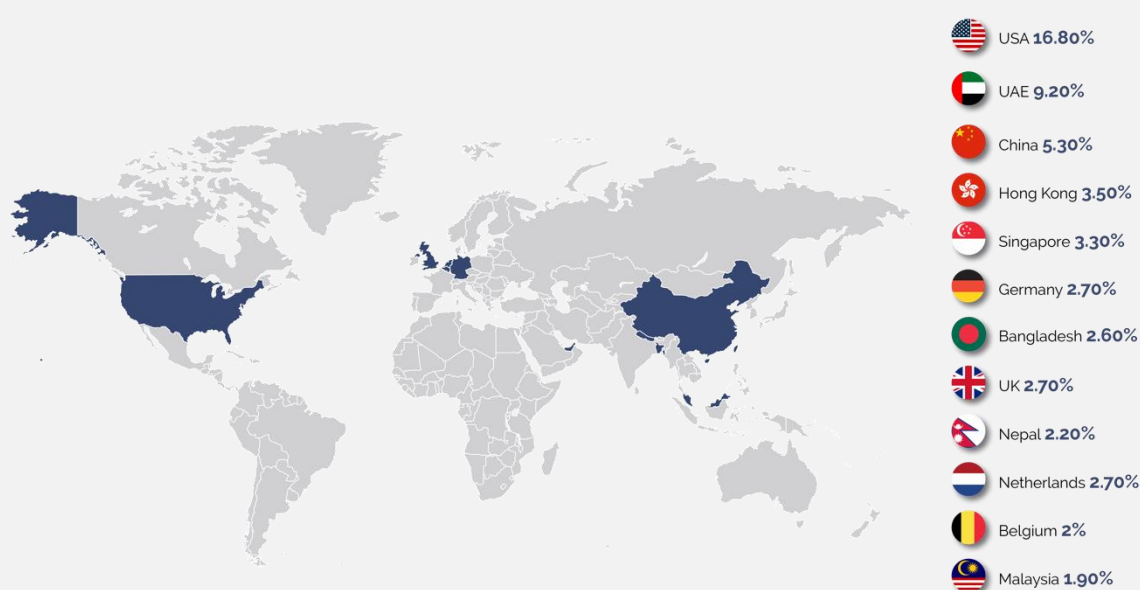 USA 16.80%
UAE 9.20%
China 5.30%
Hong Kong 3.50%
Singapore 3.30%
Germany 2.70%
Bangladesh 2.60%
UK 2.70%
Nepal 2.20%
Netherlands 2.70%
Belgium 2%
Malaysia 1.90%